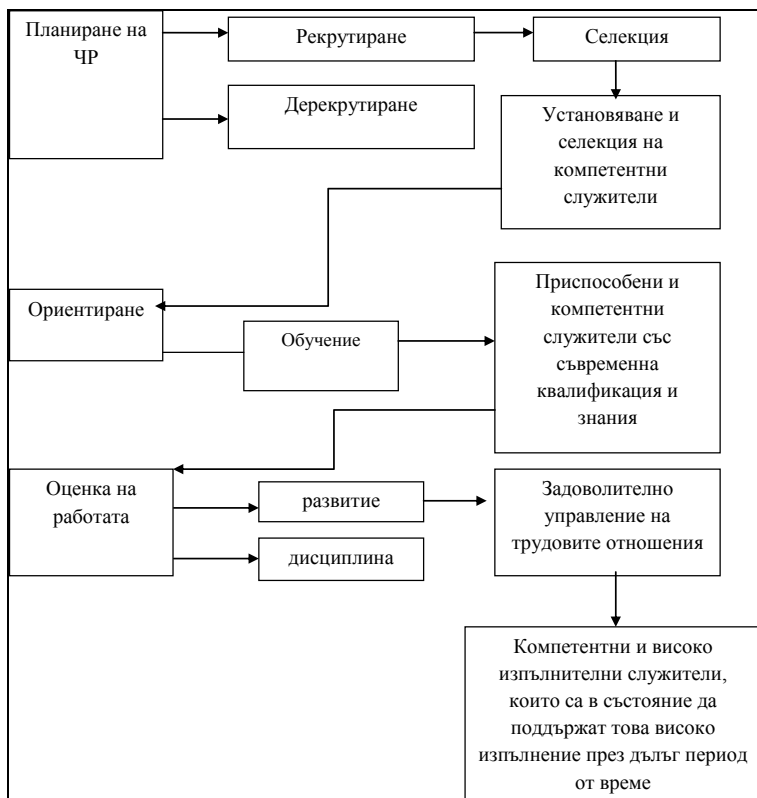 Планиране на
ЧР
Рекрутиране
Селекция
Дерекрутиране
Установяване и
селекция на
компетентни
служители
Ориентиране
Обучение
Приспособени и
компетентни
служители със
съвременна
квалификация и
знания
Оценка на
работата
развитие
дисциплина
Задоволително
управление на
трудовите отношения
Компетентни и високо
изпълнителни служители,
които са в състояние да
поддържат това високо
изпълнение през дълъг период
от време